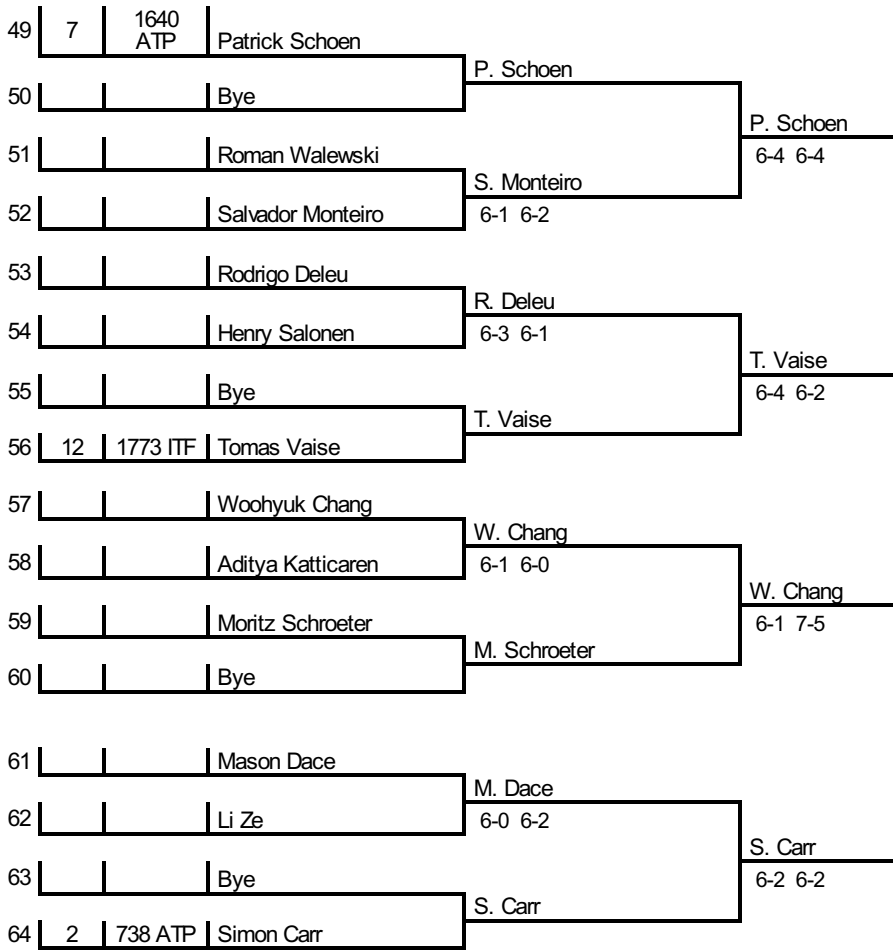 49 7 1640 ATP Patrick Schoen
P. Schoen
50 Bye
P. Schoen
51 Roman Walewski
6-4 6-4
S. Monteiro
52 Salvador Monteiro
6-1 6-2
53 Rodrigo Deleu
R. Deleu
54 Henry Salonen
6-3 6-1
T. Vaise
55 Bye
6-4 6-2
T. Vaise
56 12 1773 ITF Tomas Vaise
57 Woohyuk Chang
W. Chang
58 Aditya Katticaren
6-1 6-0
W. Chang
59 Moritz Schroeter
6-1 7-5
M. Schroeter
60 Bye
61 Mason Dace
M. Dace
62 Li Ze
6-0 6-2
S. Carr
63 Bye
6-2 6-2
S. Carr
64 2 738 ATP Simon Carr